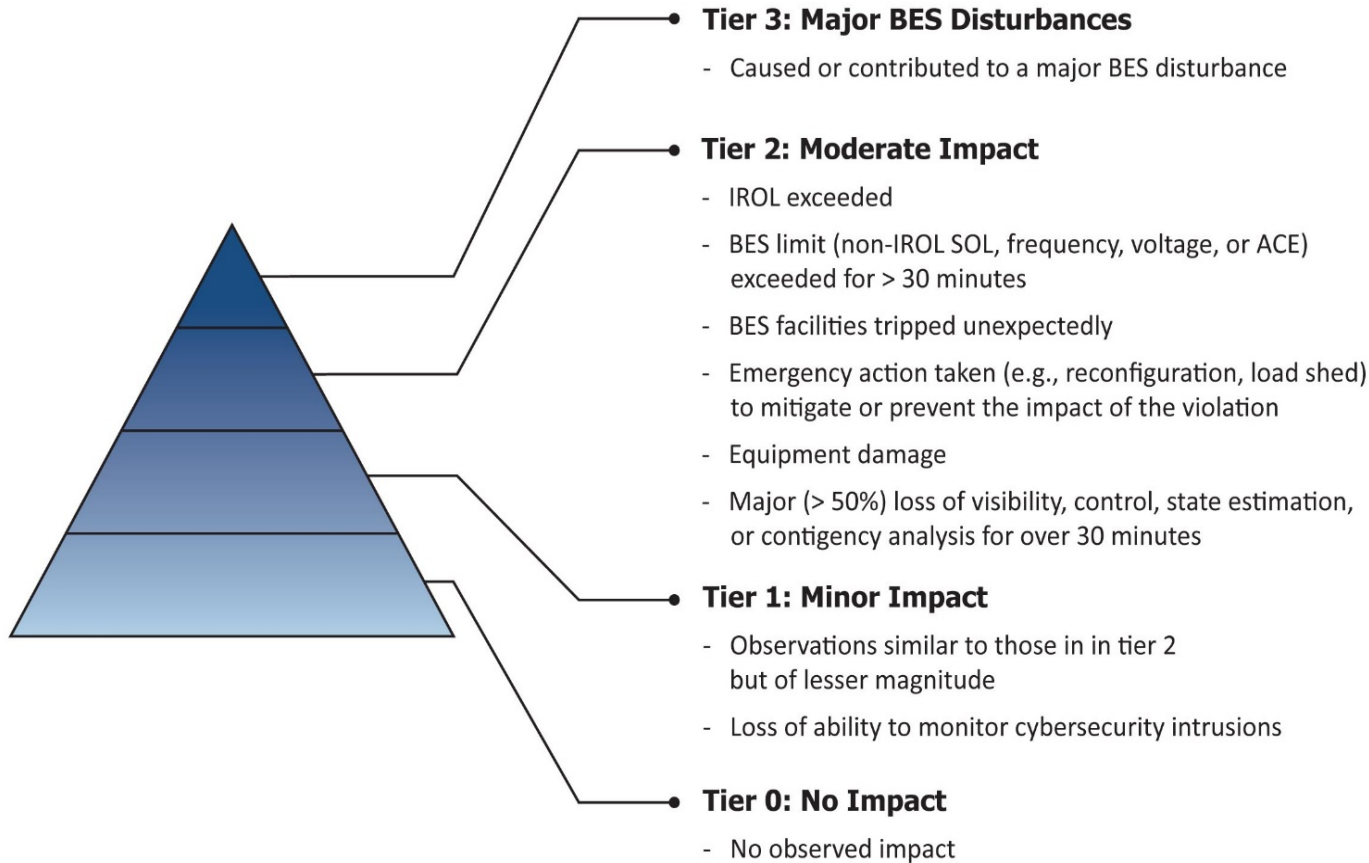 Tier 3: Major BES Disturbances
- Caused or contributed to a major BES disturbance
Tier 2: Moderate Impact
- IROL exceeded
- BES limit (non-IROL SOL, frequency, voltage, or ACE)
exceeded for > 30 minutes
- BES facilities tripped unexpectedly
- Emergency action taken (e.g., reconfiguration, load shed)
to mitigate or prevent the impact of the violation
- Equipment damage
- Major (> 50%) loss of visibility, control, state estimation,
or contigency analysis for over 30 minutes
Tier 1: Minor Impact
- Observations similar to those in in tier 2
but of lesser magnitude
- Loss of ability to monitor cybersecurity intrusions
Tier 0: No Impact
- No observed impact